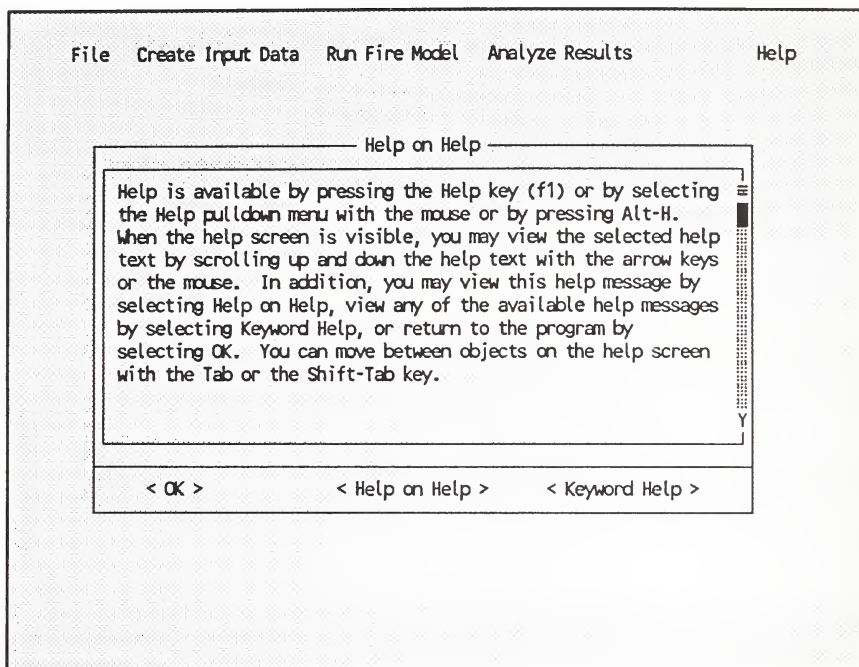 File Create Input Data Run Fire Model Analyze Results Help
Help on Help
Help is available by pressing the Help key (f1) or by selecting
the Help pulldown menu with the mouse or by pressing Alt-H.
When the help screen is visible, you may view the selected help
text by scrolling up and down the help text with the arrow keys
or the mouse. In addition, you may view this help message by
selecting Help on Help, view any of the available help messages
by selecting Keyword Help, or return to the program by
selecting OK. You can move between objects on the help screen
with the Tab or the Shift-Tab key.
< OK > < Help on Help > < Keyword Help >